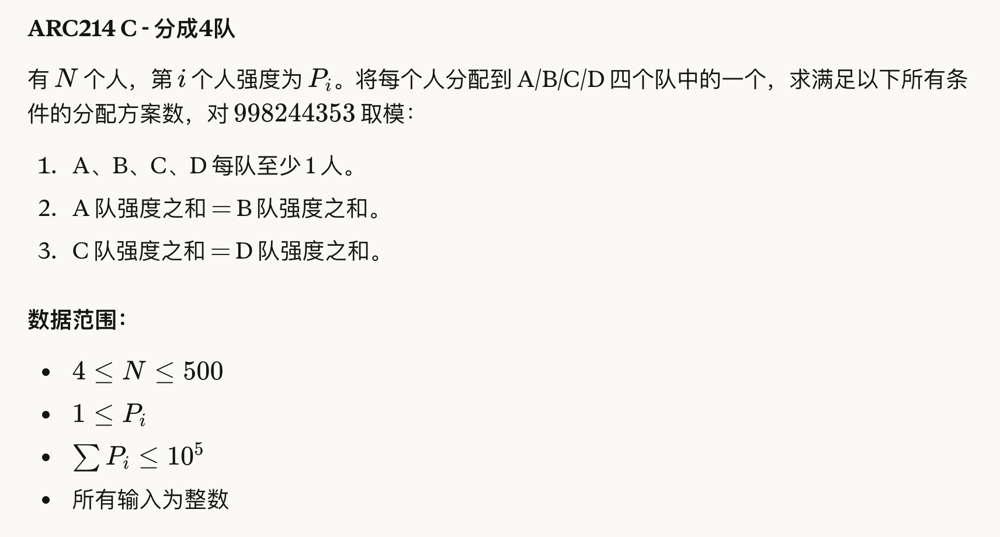 ARC214 C - 分成4队
有 N 个人，第 i 个人强度为 P_i。将每个人分配到 A/B/C/D 四个队中的一个，求满足以下所有条
件的分配方案数，对 998244353 取模：
1. A、B、C、D 每队至少 1 人。
2. A 队强度之和 = B 队强度之和。
3. C 队强度之和 = D 队强度之和。
数据范围：
• 4 ≤ N ≤ 500
• 1 ≤ P_i
• ∑ P_i ≤ 10^5
• 所有输入为整数